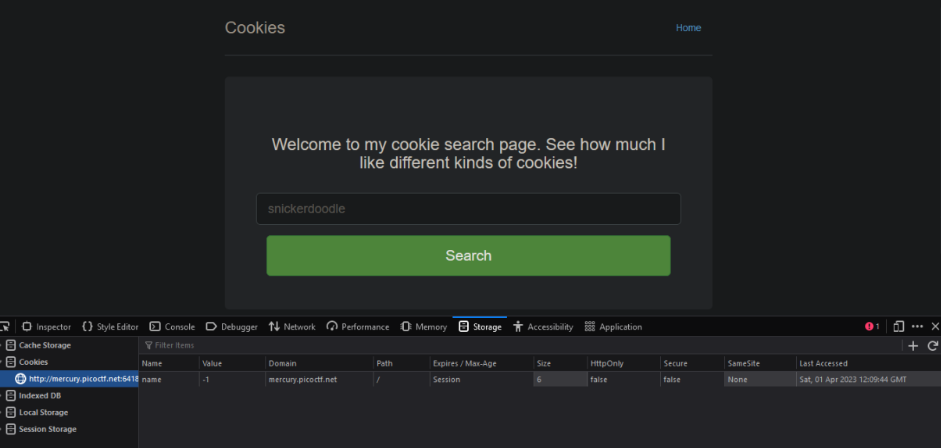 Cookies
Home
Welcome to my cookie search page. See how much I
like different kinds of cookies!
snickerdoodle
Search
Inspector Style Editor Console Debugger Network Performance Memory Storage Accessibility Application 1
Cache Storage
Filter Items
Cookies
Name Value Domain Path Expires / Max-Age Size HttpOnly Secure SameSite Last Accessed
http://mercury.picoctf.net:6418
name -1 mercury.picoctf.net / Session 6 false false None Sat, 01 Apr 2023 12:09:44 GMT
Indexed DB
Local Storage
Session Storage